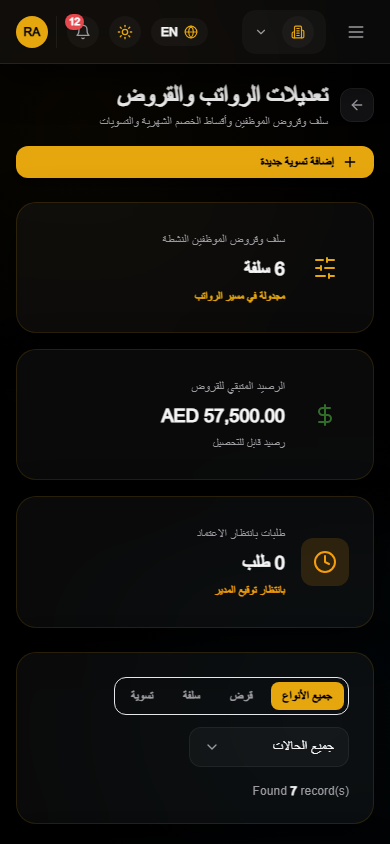 RA
12
EN
تعديلات الرواتب والقروض
سلف وقروض الموظفين وأقساط الخصم الشهرية والتسويات
إضافة تسوية جديدة
سلف وقروض الموظفين النشطة
6 سلفة
مجدولة في مسير الرواتب
الرصيد المتبقي للقروض
AED 57,500.00
رصيد قابل للتحصيل
طلبات بانتظار الاعتماد
0 طلب
بانتظار توقيع المدير
جميع الأنواع قرض سلفة تسوية
جميع الحالات
Found 7 record(s)